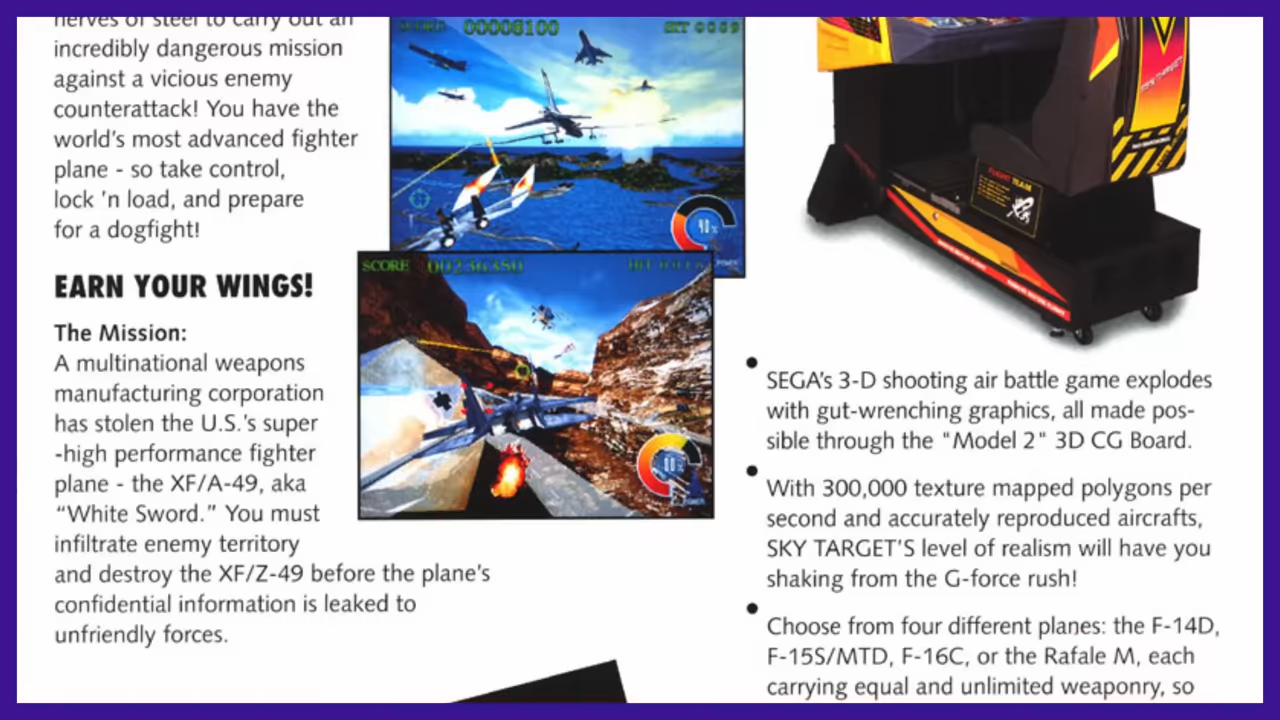 nerves of steel to carry out an
incredibly dangerous mission
against a vicious enemy
counterattack! You have the
world's most advanced fighter
plane - so take control,
lock 'n load, and prepare
for a dogfight!
EARN YOUR WINGS!
The Mission:
A multinational weapons
manufacturing corporation
has stolen the U.S.'s super
-high performance fighter
plane - the XF/A-49, aka
“White Sword.” You must
infiltrate enemy territory
and destroy the XF/Z-49 before the plane's
confidential information is leaked to
unfriendly forces.
SCORE 00008100
SCORE 00236350
POWER
• SEGA's 3-D shooting air battle game explodes
with gut-wrenching graphics, all made pos-
sible through the "Model 2" 3D CG Board.
• With 300,000 texture mapped polygons per
second and accurately reproduced aircrafts,
SKY TARGET'S level of realism will have you
shaking from the G-force rush!
• Choose from four different planes: the F-14D,
F-15S/MTD, F-16C, or the Rafale M, each
carrying equal and unlimited weaponry, so